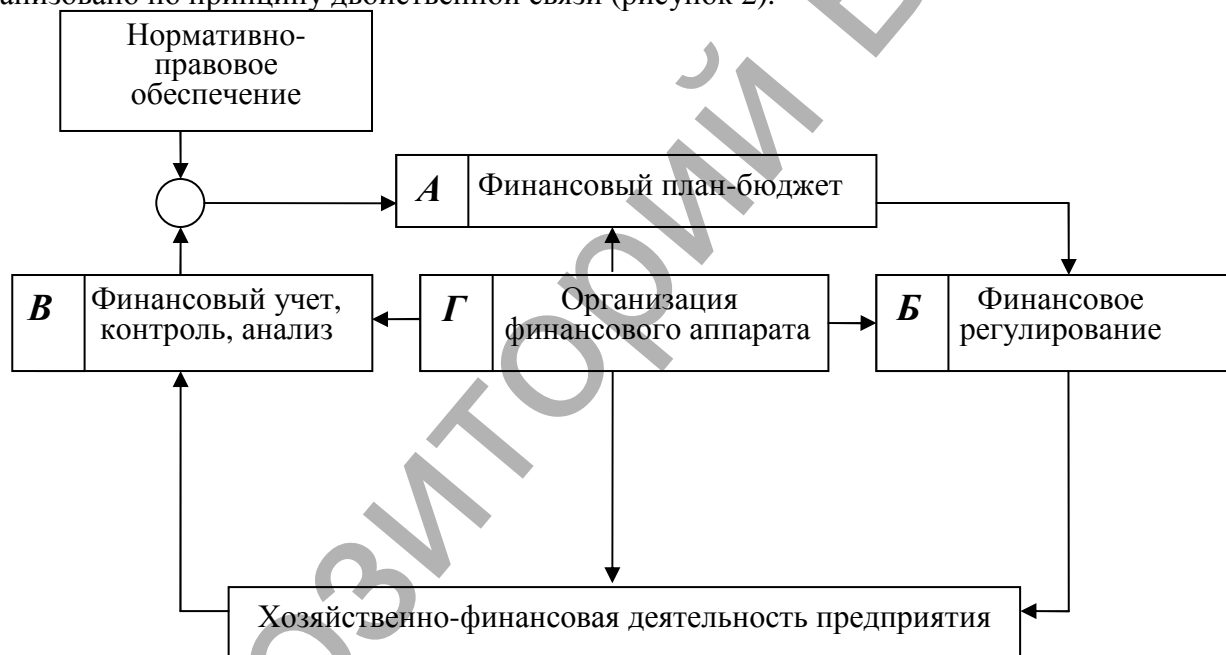 анизовано по принципу двойственной связи (рисунок 2).
Нормативно-
правовое
обеспечение
А Финансовый план-бюджет
В Финансовый учет,
контроль, анализ
Г Организация
финансового аппарата
Б Финансовое
регулирование
Хозяйственно-финансовая деятельность предприятия
озиторий